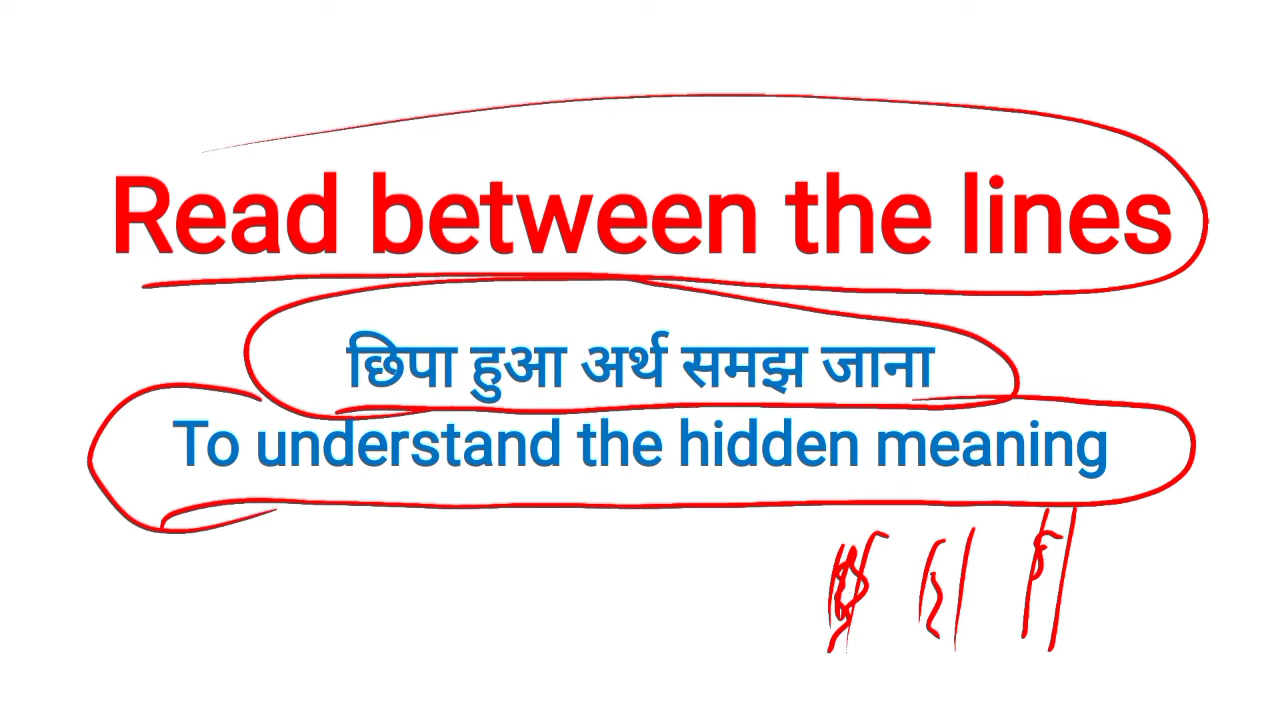 Read between the lines
छिपा हुआ अर्थ समझ जाना
To understand the hidden meaning